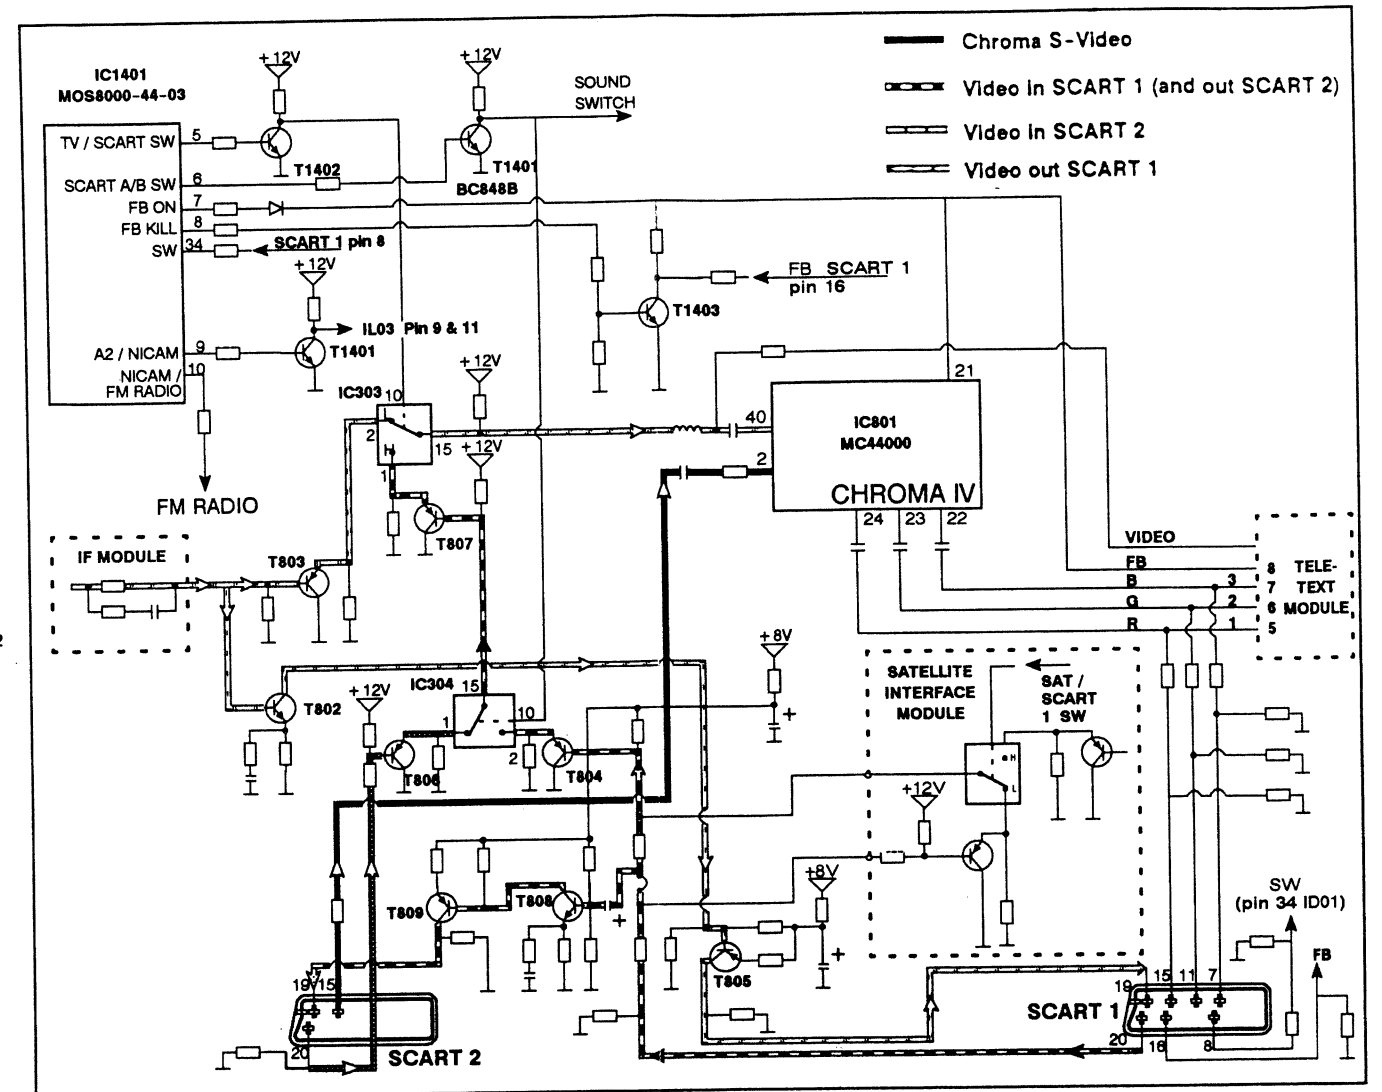 IC1401
MOS8000-44-03
+12V
+12V
SOUND
SWITCH
Chroma S-Video
Video in SCART 1 (and out SCART 2)
Video in SCART 2
Video out SCART 1
TV / SCART SW 5
T1402
T1401
BC848B
SCART A/B SW 6
FB ON 7
FB KILL 8
SW 34
SCART 1 pin 8
+12V
FB SCART 1
pin 16
T1403
IL03 Pin 9 & 11
A2 / NICAM 9
T1401
NICAM / 10
FM RADIO
FM RADIO
IC303 10
2
15
H
1
+12V
+12V
40
2
21
IC801
MC44000
CHROMA IV
24 23 22
T807
IF MODULE
T803
VIDEO
FB 8
B 3 7
G 2 6
R 1 5
TELE-
TEXT
MODULE
+8V
T802
+12V
IC304 15
1
10
2
T806
T804
+
SATELLITE
INTERFACE
MODULE
SAT /
SCART
1 SW
H
L
+12V
+8V
T809
T808
+
+
T805
SW
(pin 34 ID01)
FB
19 15
20
SCART 2
SCART 1
19 15 11 7
20 16 8